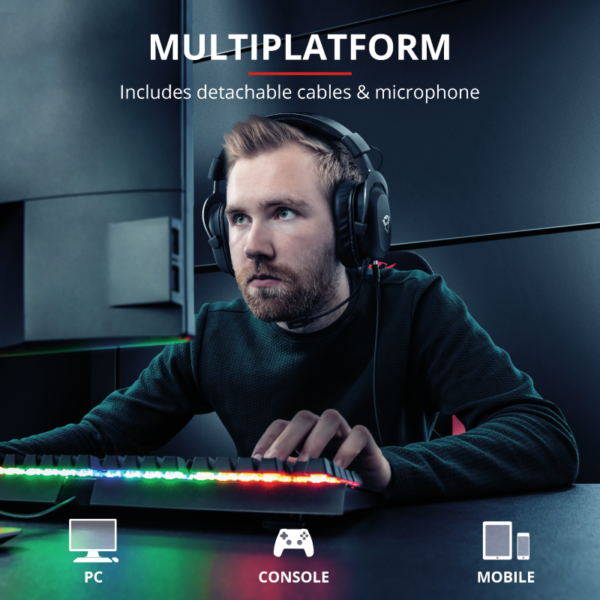 MULTIPLATFORM
Includes detachable cables & microphone
PC
CONSOLE
MOBILE